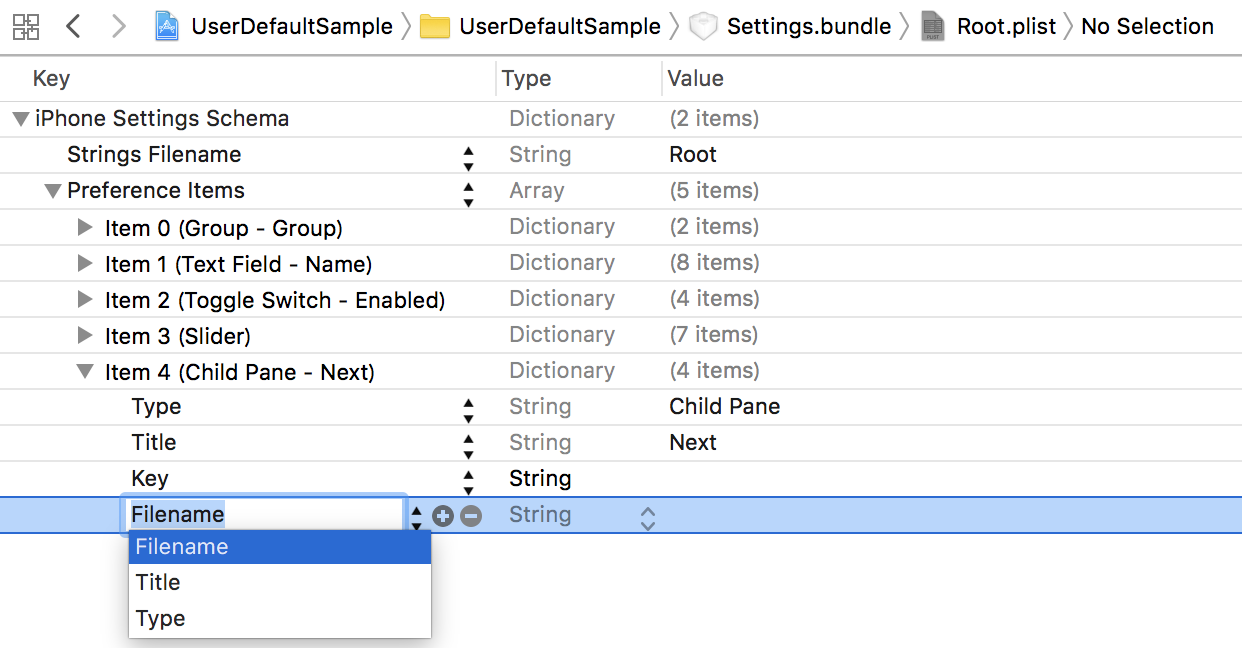 UserDefaultSample UserDefaultSample Settings.bundle Root.plist No Selection
Key Type Value
iPhone Settings Schema Dictionary (2 items)
Strings Filename String Root
Preference Items Array (5 items)
Item 0 (Group - Group) Dictionary (2 items)
Item 1 (Text Field - Name) Dictionary (8 items)
Item 2 (Toggle Switch - Enabled) Dictionary (4 items)
Item 3 (Slider) Dictionary (7 items)
Item 4 (Child Pane - Next) Dictionary (4 items)
Type String Child Pane
Title String Next
Key String
Filename String
Filename
Title
Type